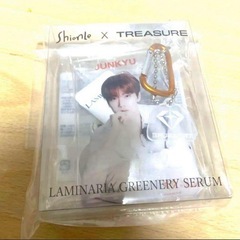 Shionle X TREASURE
JUNKYU
LAMINARIA GREENERY SERUM